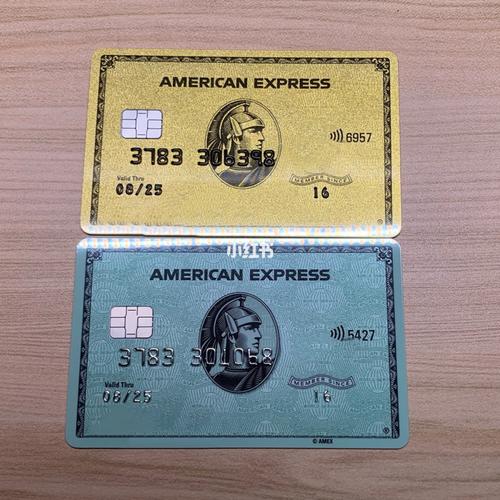 AMERICAN EXPRESS
6957
3783 306398
Valid Thru
MEMBER SINCE
08/25
16
小红书
AMERICAN EXPRESS
5427
3783
Valid Thru
MEMBER SINCE
08/25
16
© AMEX